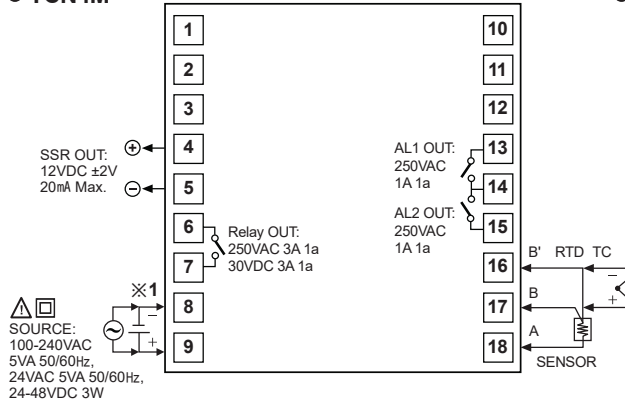 1
2
3
4
5
6
7
8
9
10
11
12
13
14
15
16
17
18
SSR OUT:
12VDC ±2V
20mA Max.
Relay OUT:
250VAC 3A 1a
30VDC 3A 1a
※1
SOURCE:
100-240VAC
5VA 50/60Hz,
24VAC 5VA 50/60Hz,
24-48VDC 3W
AL1 OUT:
250VAC
1A 1a
AL2 OUT:
250VAC
1A 1a
B' RTD TC
B
A
SENSOR